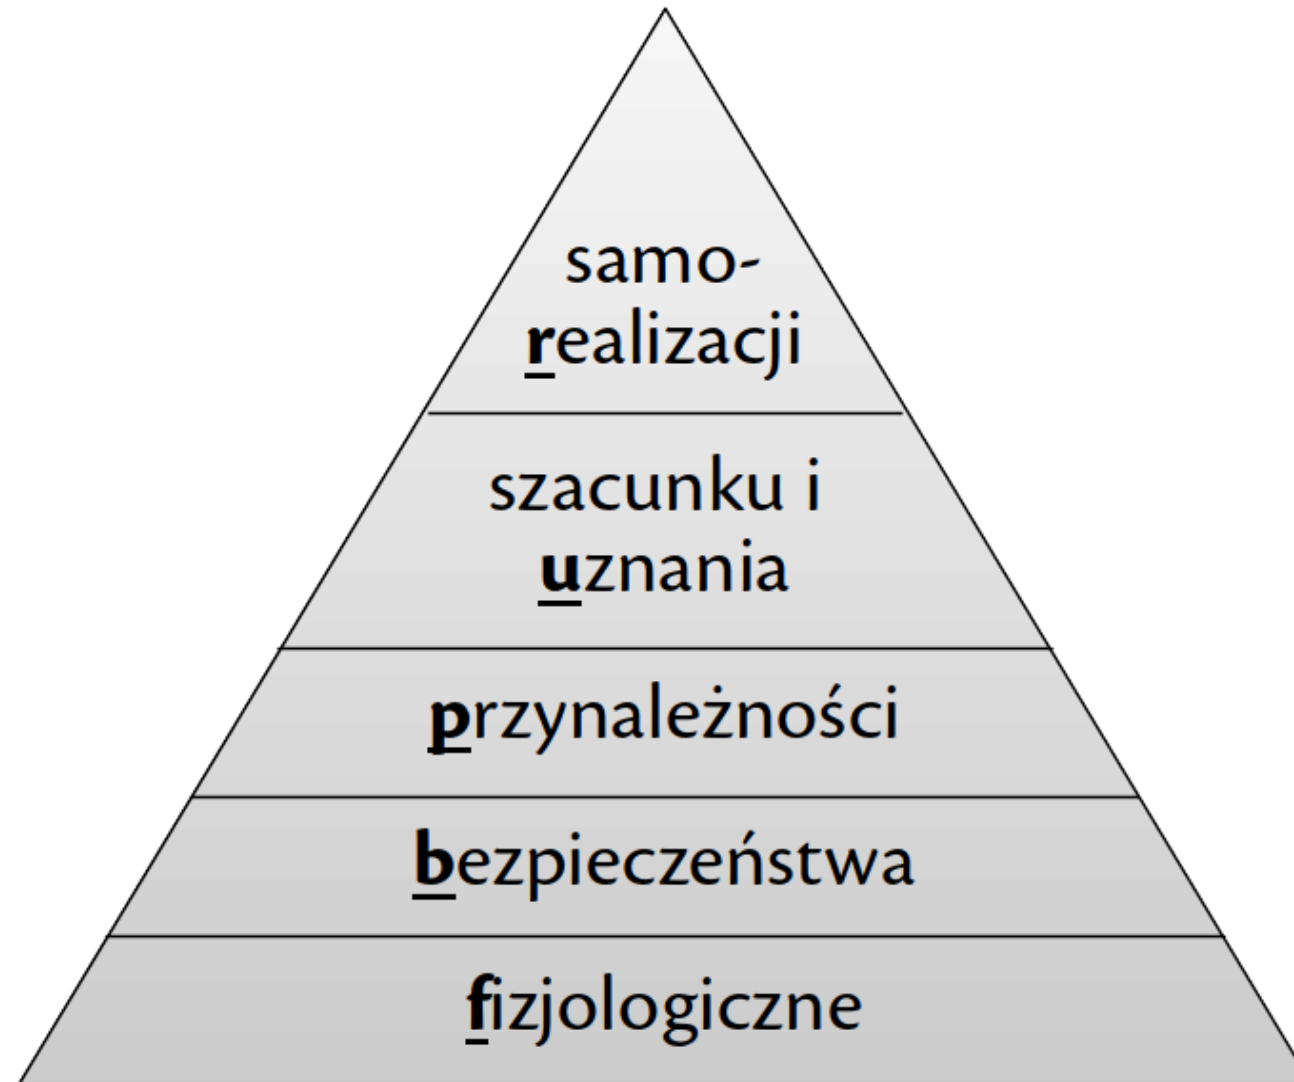 samo-
realizacji
szacunku i
uznania
przynależności
bezpieczeństwa
fizjologiczne